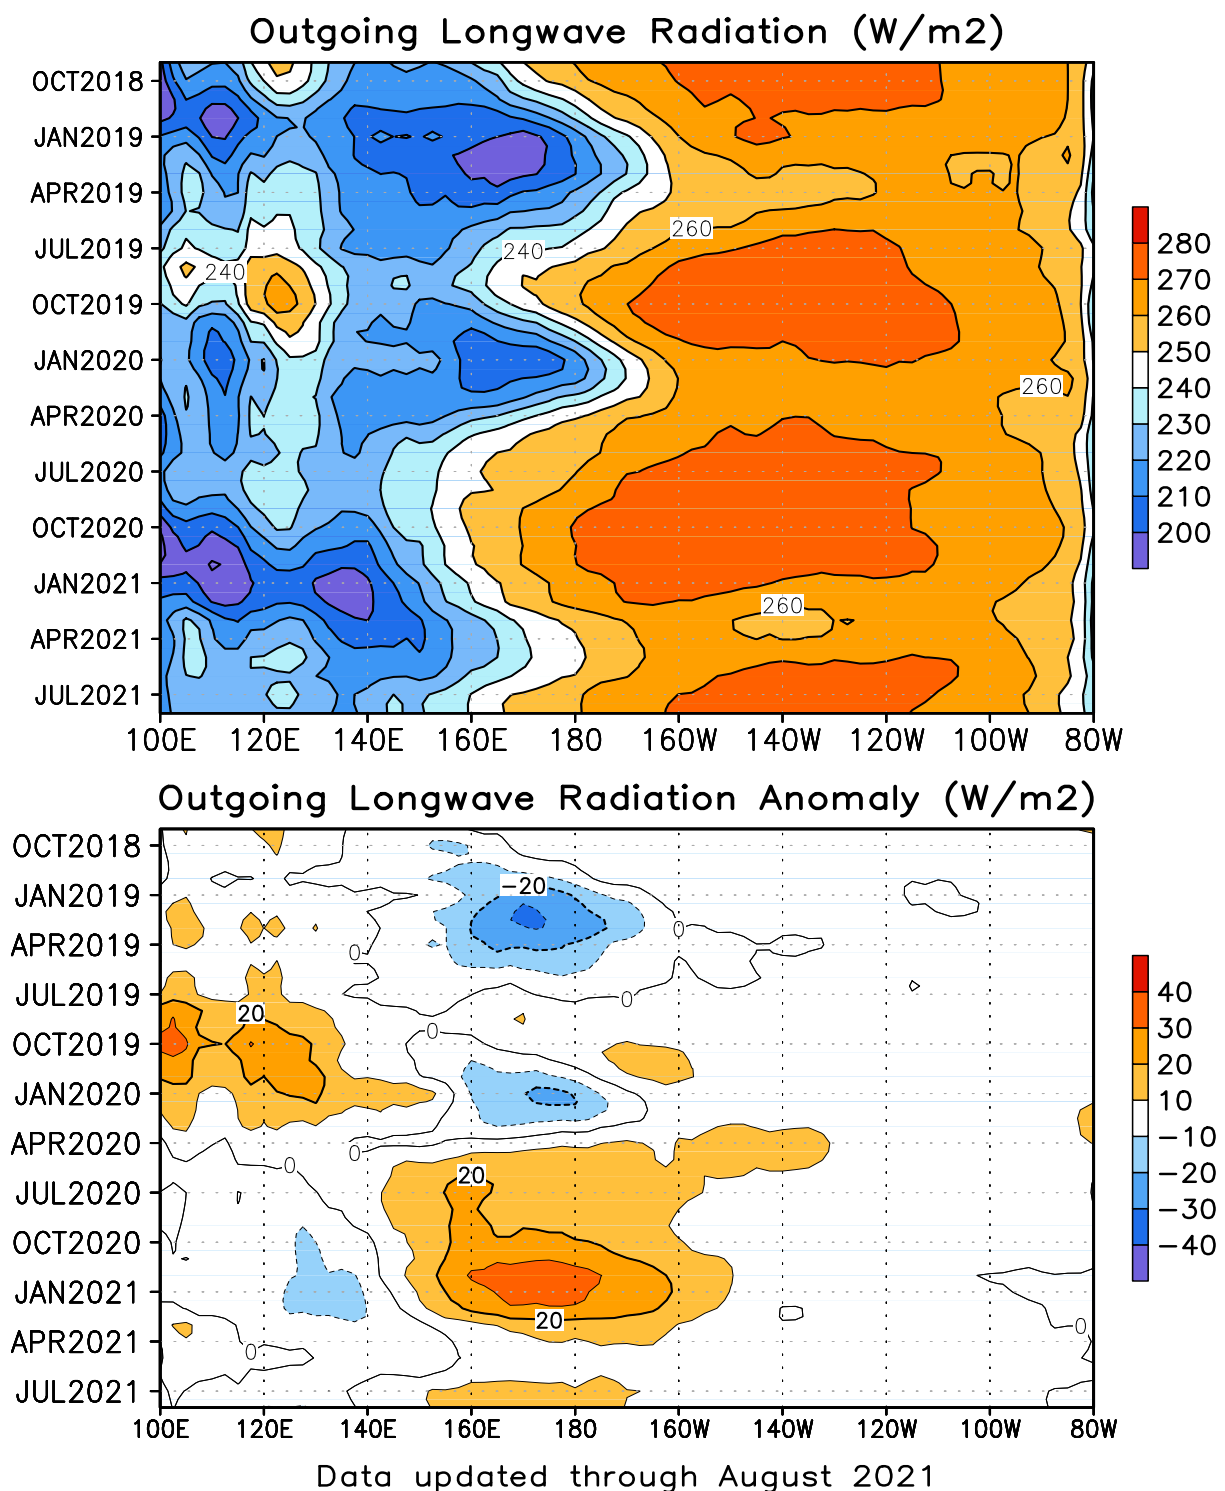 Outgoing Longwave Radiation (W/m2)
OCT2018
JAN2019
APR2019
JUL2019
OCT2019
JAN2020
APR2020
JUL2020
OCT2020
JAN2021
APR2021
JUL2021
260
240
240
260
260
280
270
260
250
240
230
220
210
200
100E 120E 140E 160E 180 160W 140W 120W 100W 80W
Outgoing Longwave Radiation Anomaly (W/m2)
OCT2018
JAN2019
APR2019
JUL2019
OCT2019
JAN2020
APR2020
JUL2020
OCT2020
JAN2021
APR2021
JUL2021
-20
0
0
0
20
0
0
0
20
20
0
0
40
30
20
10
-10
-20
-30
-40
100E 120E 140E 160E 180 160W 140W 120W 100W 80W
Data updated through August 2021